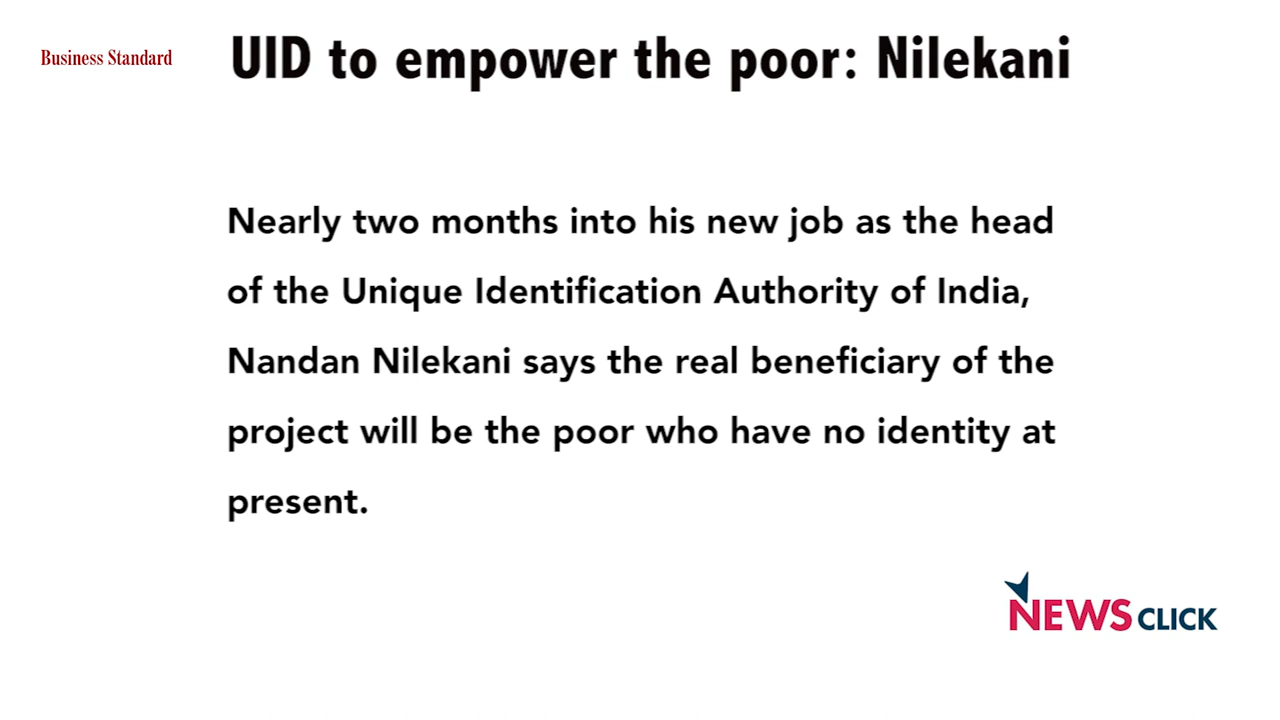 Business Standard
UID to empower the poor: Nilekani
Nearly two months into his new job as the head
of the Unique Identification Authority of India,
Nandan Nilekani says the real beneficiary of the
project will be the poor who have no identity at
present.
NEWSCLICK